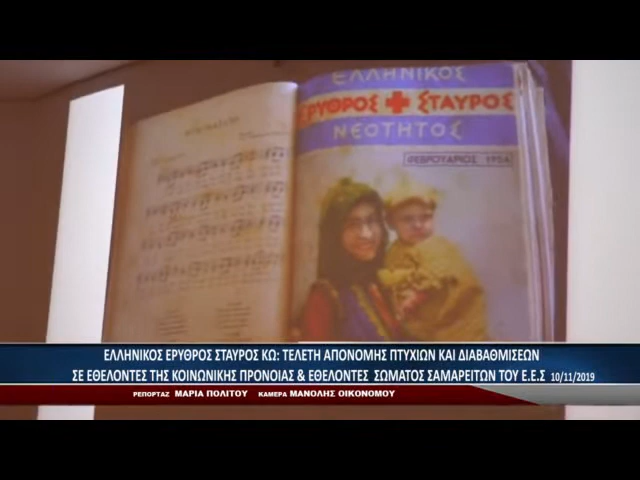 ΕΛΛΗΝΙΚΟΣ
ΕΡΥΘΡΟΣ ΣΤΑΥΡΟΣ
ΝΕΟΤΗΤΟΣ
ΦΕΒΡΟΥΑΡΙΟΣ 1954
ΕΛΛΗΝΙΚΟΣ ΕΡΥΘΡΟΣ ΣΤΑΥΡΟΣ ΚΩ: ΤΕΛΕΤΗ ΑΠΟΝΟΜΗΣ ΠΤΥΧΙΩΝ ΚΑΙ ΔΙΑΒΑΘΜΙΣΕΩΝ
ΣΕ ΕΘΕΛΟΝΤΕΣ ΤΗΣ ΚΟΙΝΩΝΙΚΗΣ ΠΡΟΝΟΙΑΣ & ΕΘΕΛΟΝΤΕΣ ΣΩΜΑΤΟΣ ΣΑΜΑΡΕΙΤΩΝ ΤΟΥ Ε.Ε.Σ 10/11/2019
ΡΕΠΟΡΤΑΖ ΜΑΡΙΑ ΠΟΛΙΤΟΥ ΚΑΜΕΡΑ ΜΑΝΟΛΗΣ ΟΙΚΟΝΟΜΟΥ